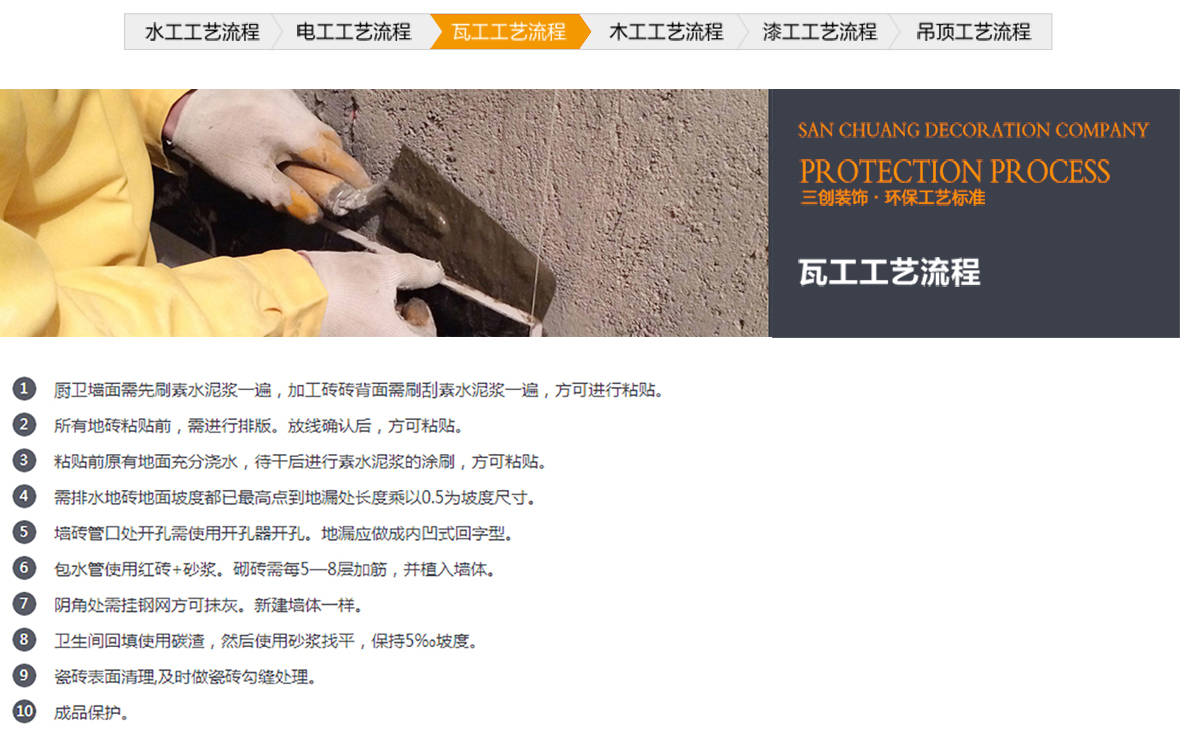 水工工艺流程
电工工艺流程
瓦工工艺流程
木工工艺流程
漆工工艺流程
吊顶工艺流程
SAN CHUANG DECORATION COMPANY
PROTECTION PROCESS
三创装饰·环保工艺标准
瓦工工艺流程
1 厨卫墙面需先刷素水泥浆一遍，加工砖砖背面需刷刮素水泥浆一遍，方可进行粘贴。
2 所有地砖粘贴前，需进行排版。放线确认后，方可粘贴。
3 粘贴前原有地面充分浇水，待干后进行素水泥浆的涂刷，方可粘贴。
4 需排水地砖地面坡度都已最高点到地漏处长度乘以0.5为坡度尺寸。
5 墙砖管口处开孔需使用开孔器开孔。地漏应做成内凹式回字型。
6 包水管使用红砖+砂浆。砌砖需每5—8层加筋，并植入墙体。
7 阴角处需挂钢网方可抹灰。新建墙体一样。
8 卫生间回填使用碳渣，然后使用砂浆找平，保持5‰坡度。
9 瓷砖表面清理,及时做瓷砖勾缝处理。
10 成品保护。